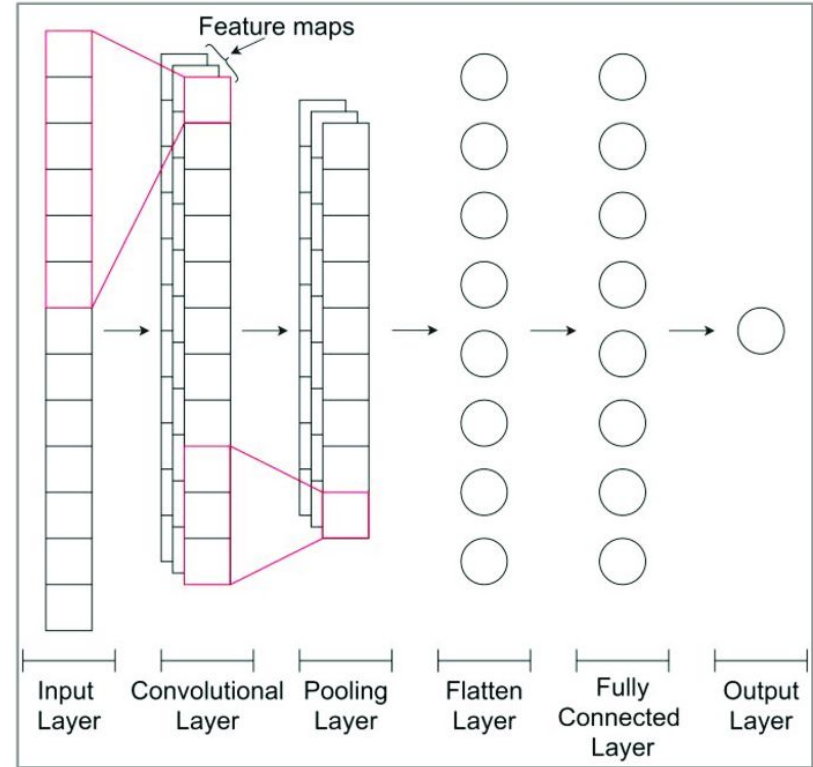 Feature maps
Input
Layer
Convolutional
Layer
Pooling
Layer
Flatten
Layer
Fully
Connected
Layer
Output
Layer